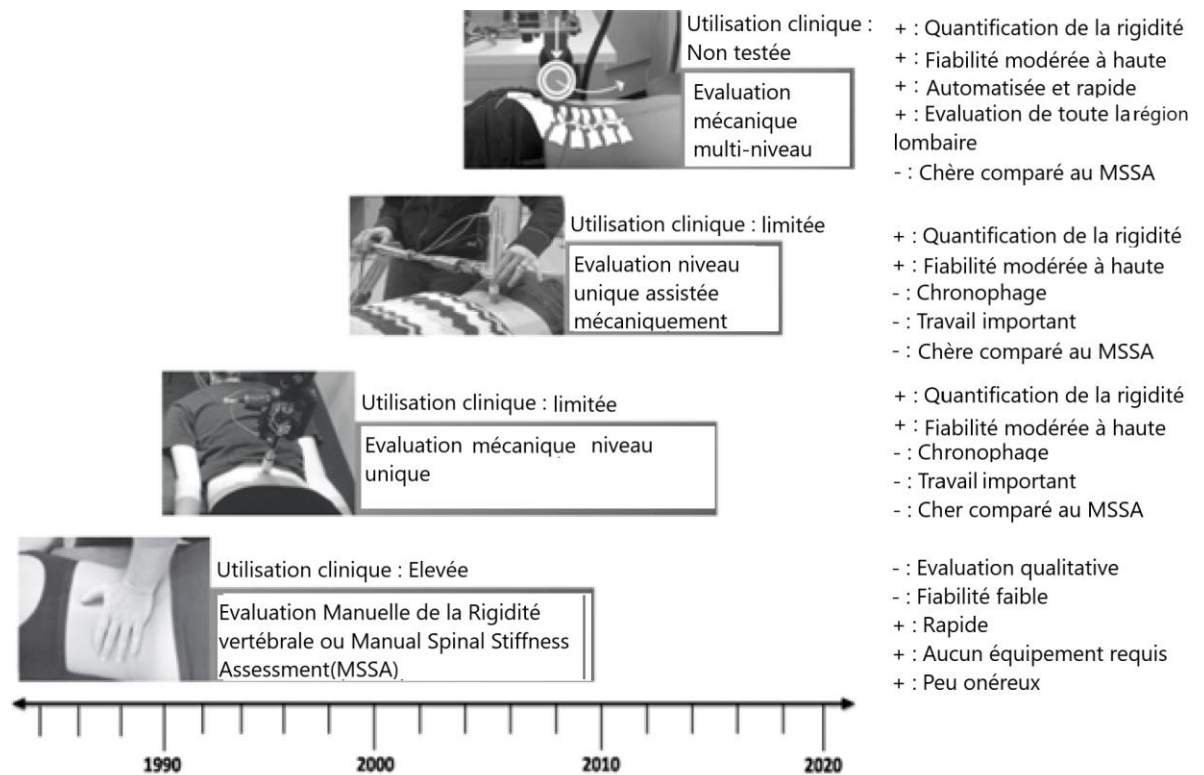 Utilisation clinique :
Non testée
Evaluation
mécanique
multi-niveau
+ : Quantification de la rigidité
+ : Fiabilité modérée à haute
+ : Automatisée et rapide
+ : Evaluation de toute la région
lombaire
- : Chère comparé au MSSA
Utilisation clinique : limitée
Evaluation niveau
unique assistée
mécaniquement
+ : Quantification de la rigidité
+ : Fiabilité modérée à haute
- : Chronophage
- : Travail important
- : Chère comparé au MSSA
Utilisation clinique : limitée
Evaluation mécanique niveau
unique
+ : Quantification de la rigidité
+ : Fiabilité modérée à haute
- : Chronophage
- : Travail important
- : Cher comparé au MSSA
Utilisation clinique : Elevée
Evaluation Manuelle de la Rigidité
vertébrale ou Manual Spinal Stiffness
Assessment(MSSA)
- : Evaluation qualitative
- : Fiabilité faible
+ : Rapide
+ : Aucun équipement requis
+ : Peu onéreux
1990 2000 2010 2020